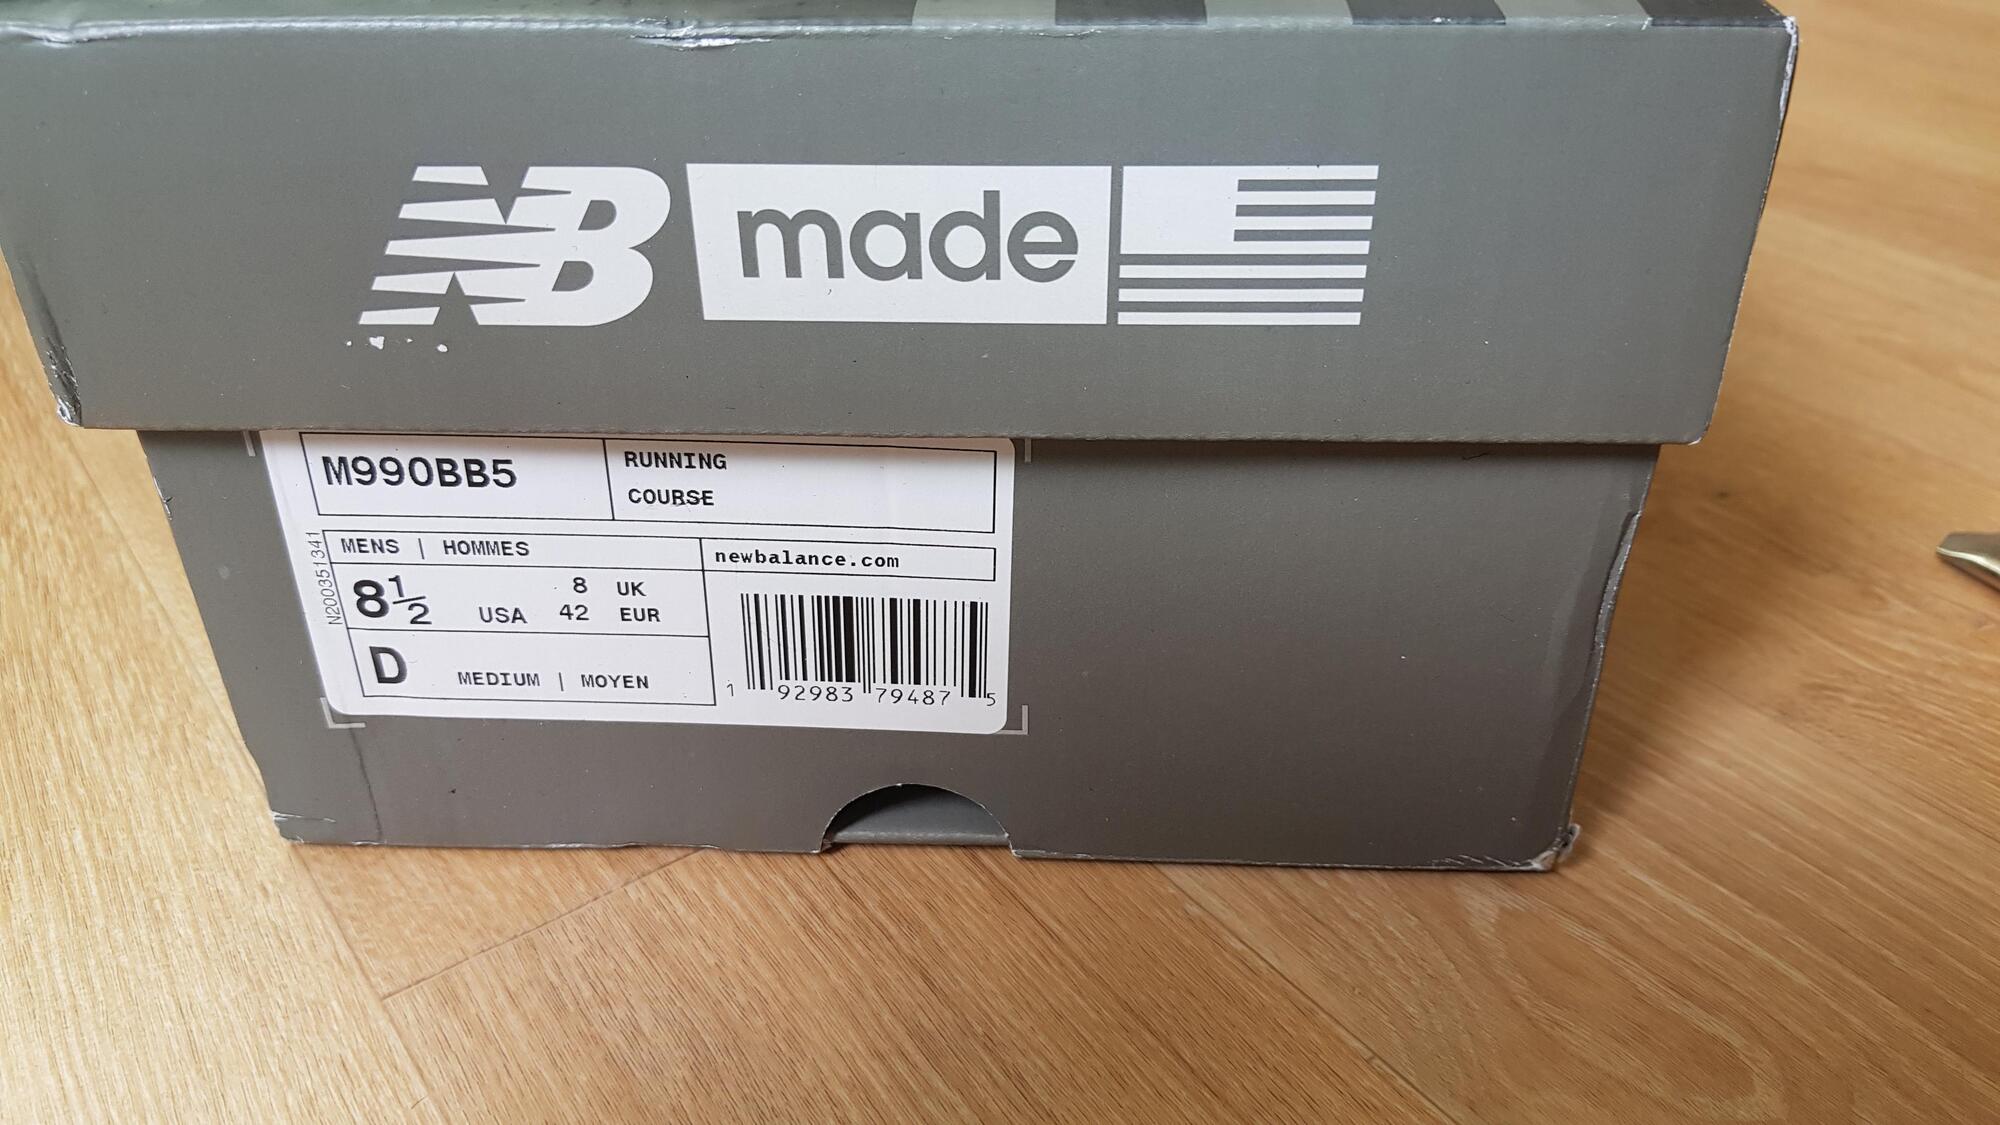 NB made
M990BB5
RUNNING
COURSE
MENS | HOMMES
newbalance.com
N200351341
8½ USA
8 UK
42 EUR
D MEDIUM | MOYEN
1 92983 79487 5